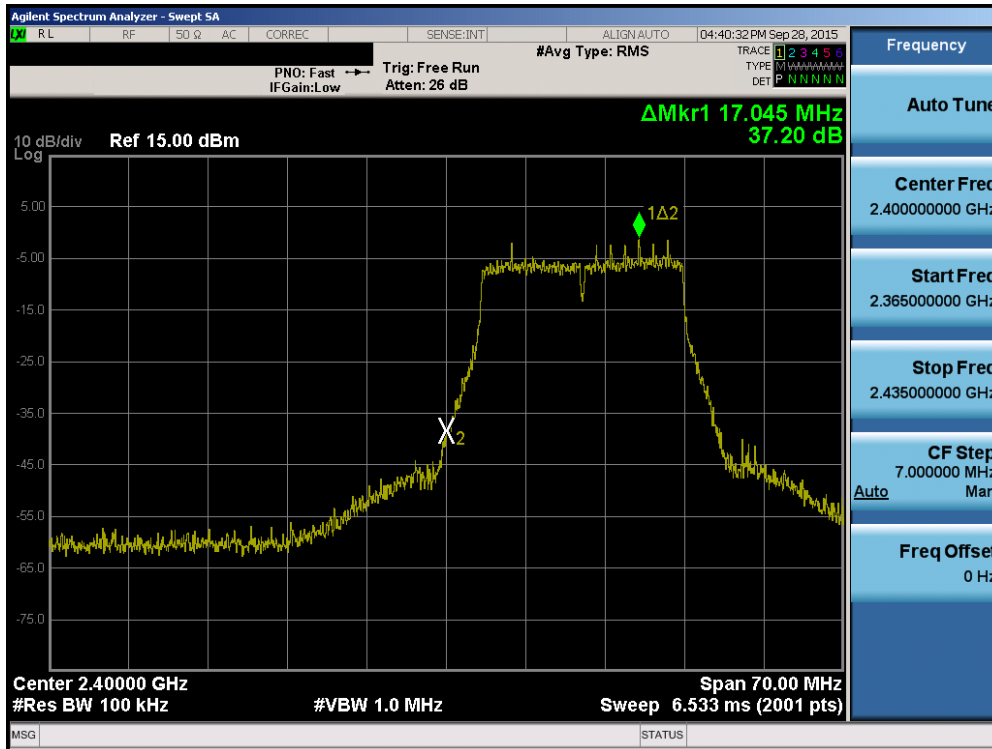 Agilent Spectrum Analyzer - Swept SA
LXI RL RF 50 Ω AC CORREC SENSE:INT ALIGN AUTO 04:40:32 PM Sep 28, 2015
#Avg Type: RMS TRACE 1 2 3 4 5 6
PNO: Fast Trig: Free Run TYPE M WWWWW
IFGain:Low Atten: 26 dB DET P N N N N N
ΔMkr1 17.045 MHz
37.20 dB
10 dB/div Ref 15.00 dBm
Log
5.00
-5.00
-15.0
-25.0
-35.0
-45.0
-55.0
-65.0
-75.0
1Δ2
X2
Center 2.40000 GHz Span 70.00 MHz
#Res BW 100 kHz #VBW 1.0 MHz Sweep 6.533 ms (2001 pts)
MSG STATUS
Frequency
Auto Tune
Center Freq
2.400000000 GHz
Start Freq
2.365000000 GHz
Stop Freq
2.435000000 GHz
CF Step
7.000000 MHz
Auto Man
Freq Offset
0 Hz